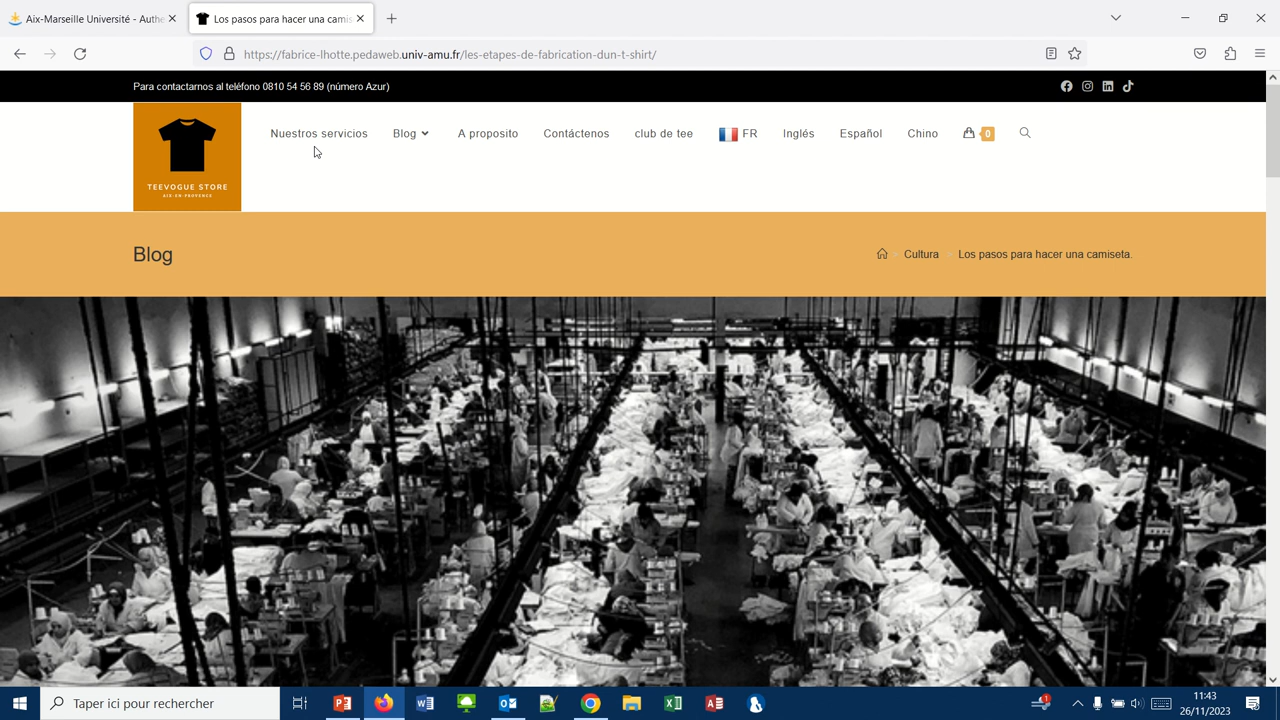 Aix-Marseille Université - Authe
Los pasos para hacer una camis
https://fabrice-lhotte.pedaweb.univ-amu.fr/les-etapes-de-fabrication-dun-t-shirt/
Para contactarnos al teléfono 0810 54 56 89 (número Azur)
TEEVOGUE STORE
AIX-EN-PROVENCE
Nuestros servicios Blog A proposito Contáctenos club de tee FR Inglés Español Chino 0
Blog
Cultura Los pasos para hacer una camiseta.
Taper ici pour rechercher
11:43
26/11/2023